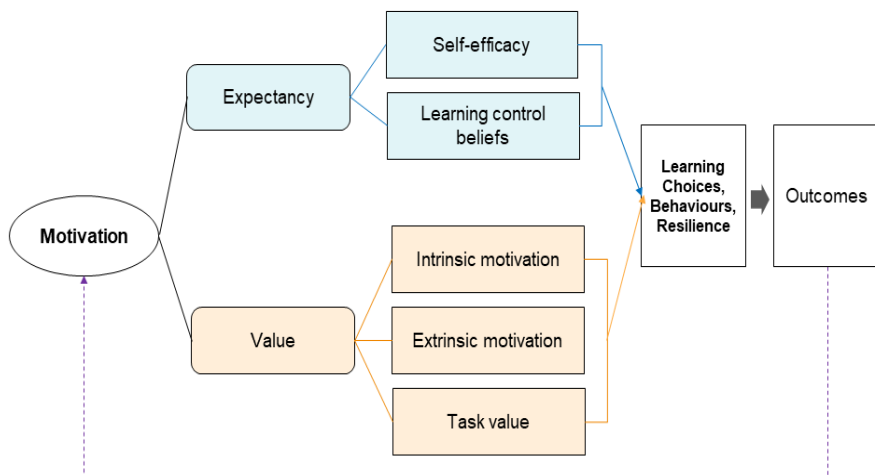 Motivation
Expectancy
Self-efficacy
Learning control
beliefs
Value
Intrinsic motivation
Extrinsic motivation
Task value
Learning
Choices,
Behaviours,
Resilience
Outcomes